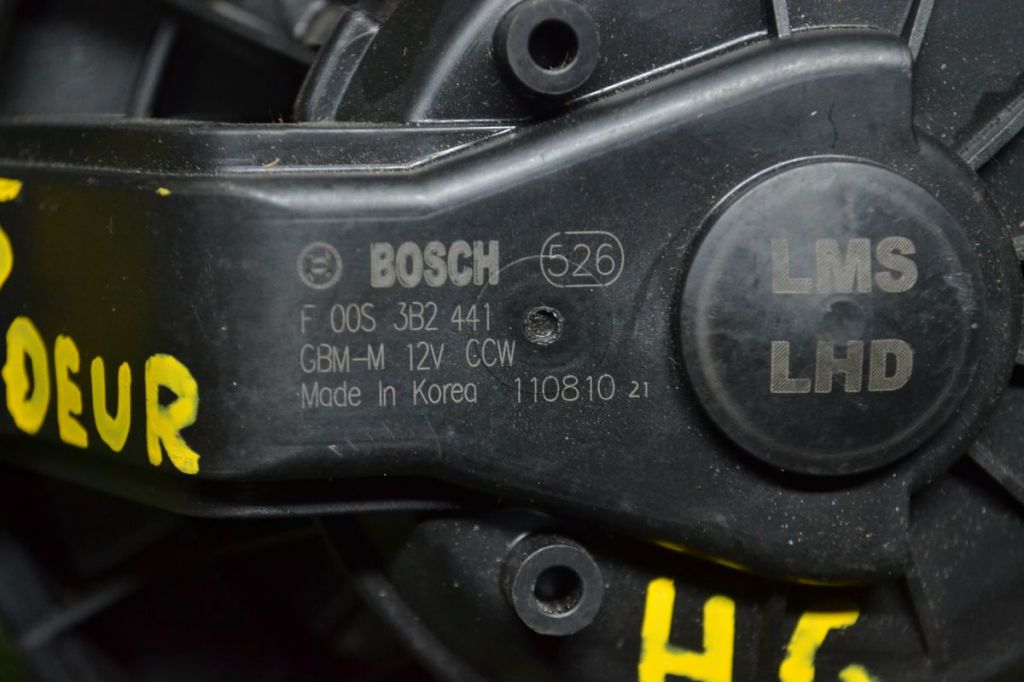 BOSCH 526
F 00S 3B2 441
GBM-M 12V CCW
Made In Korea 110810 21
LMS
LHD
DEUR